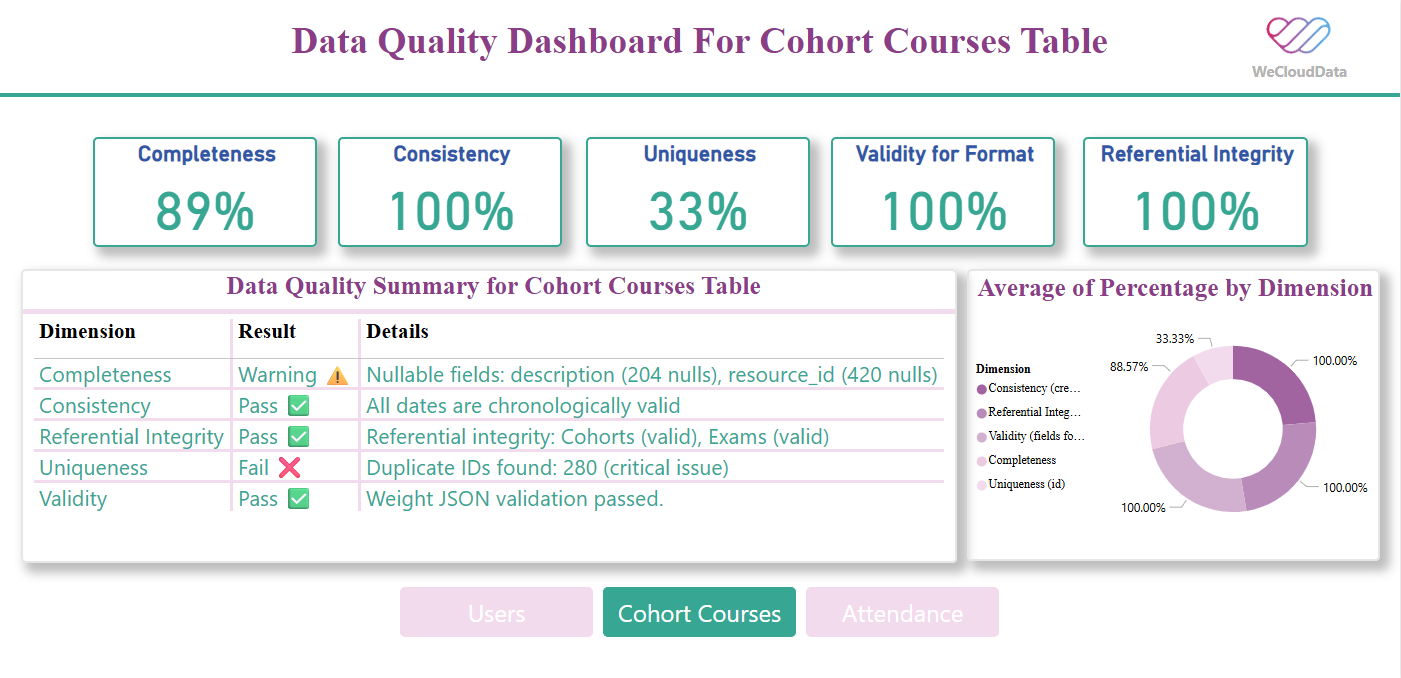 Data Quality Dashboard For Cohort Courses Table
WeCloudData
Completeness
89%
Consistency
100%
Uniqueness
33%
Validity for Format
100%
Referential Integrity
100%
Data Quality Summary for Cohort Courses Table
Dimension Result Details
Completeness Warning ⚠️ Nullable fields: description (204 nulls), resource_id (420 nulls)
Consistency Pass ✅ All dates are chronologically valid
Referential Integrity Pass ✅ Referential integrity: Cohorts (valid), Exams (valid)
Uniqueness Fail ❌ Duplicate IDs found: 280 (critical issue)
Validity Pass ✅ Weight JSON validation passed.
Average of Percentage by Dimension
Dimension
Consistency (cre...
Referential Integ...
Validity (fields fo...
Completeness
Uniqueness (id)
33.33%
100.00%
88.57%
100.00%
100.00%
Users
Cohort Courses
Attendance